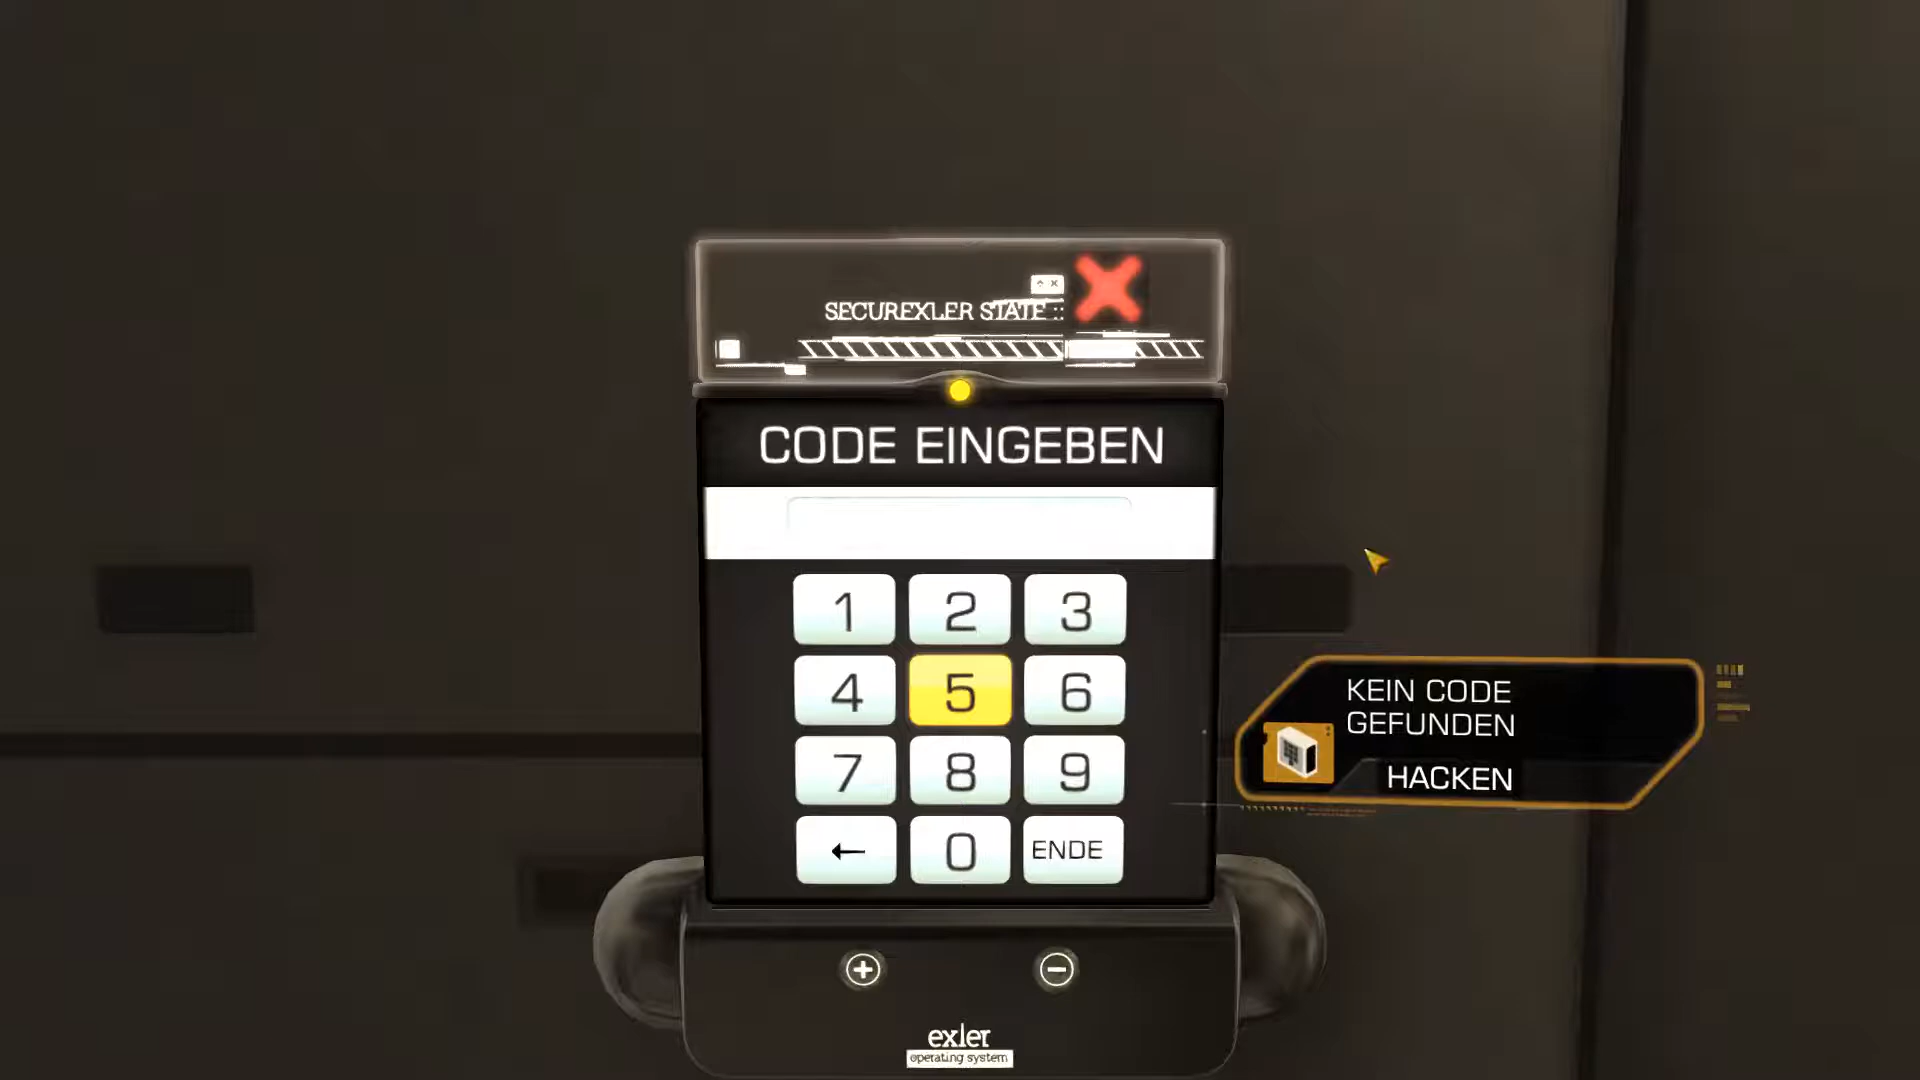 SECUREXLER STATE ::
CODE EINGEBEN
1 2 3
4 5 6
7 8 9
← 0 ENDE
KEIN CODE
GEFUNDEN
HACKEN
exler
operating system